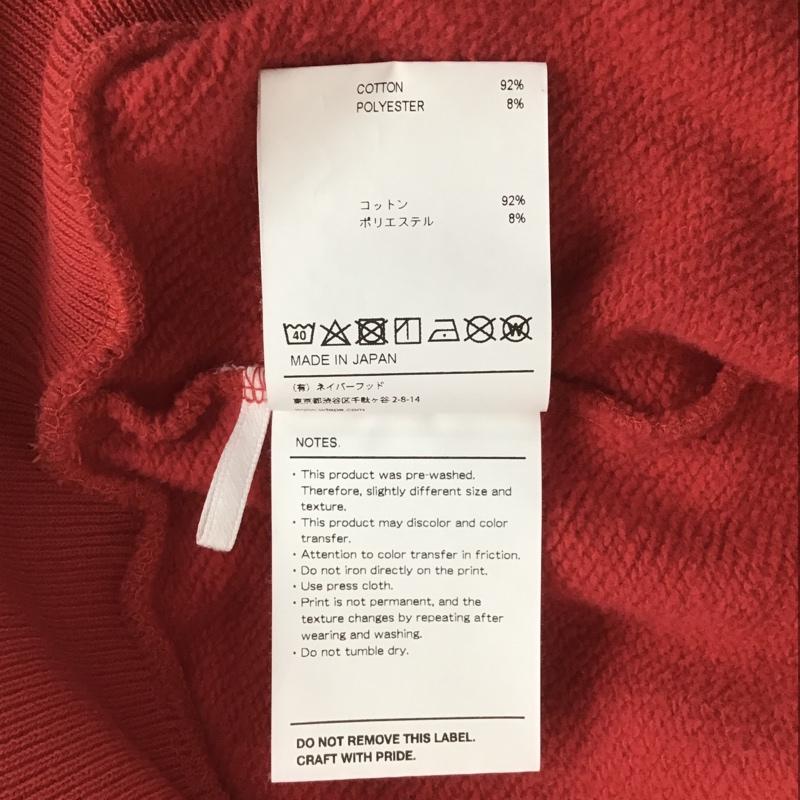 COTTON 92%
POLYESTER 8%
コットン 92%
ポリエステル 8%
40 W
MADE IN JAPAN
(有) ネイバーフッド
東京都渋谷区千駄ヶ谷 2-8-14
NOTES.
・This product was pre-washed.
Therefore, slightly different size and
texture.
・This product may discolor and color
transfer.
・Attention to color transfer in friction.
・Do not iron directly on the print.
・Use press cloth.
・Print is not permanent, and the
texture changes by repeating after
wearing and washing.
・Do not tumble dry.
DO NOT REMOVE THIS LABEL.
CRAFT WITH PRIDE.